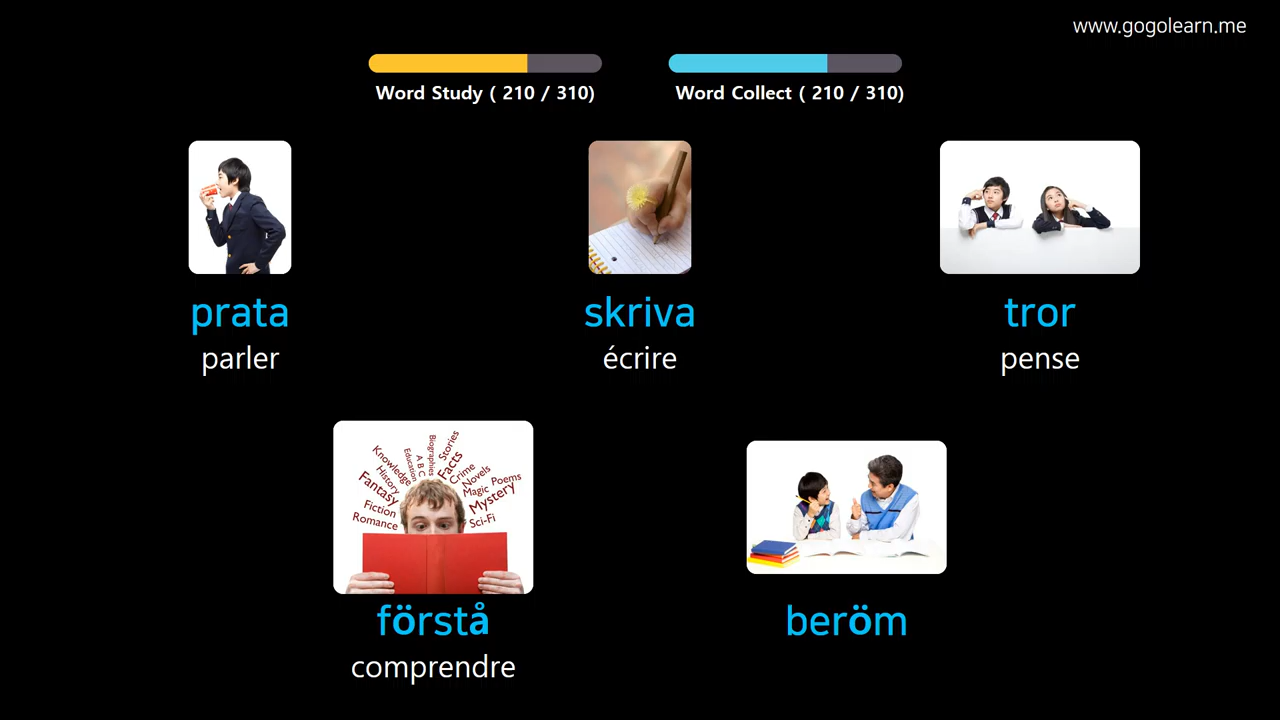 www.gogolearn.me
Word Study ( 210 / 310)
Word Collect ( 210 / 310)
prata
parler
skriva
écrire
tror
pense
Knowledge
History
Fantasy
Fiction
Romance
Education
A B C
Biographies
Stories
Facts
Crime
Novels
Magic
Poems
Mystery
Sci-Fi
förstå
comprendre
beröm